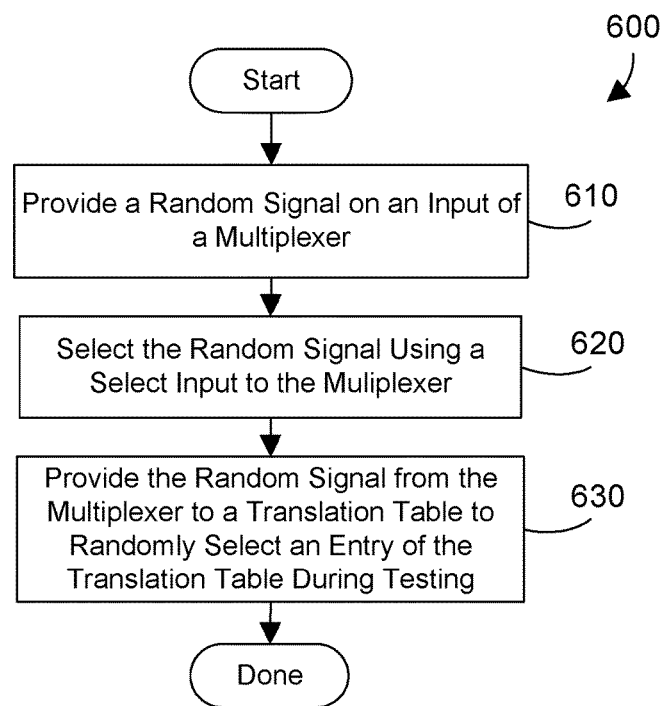 600
Start
Provide a Random Signal on an Input of
a Multiplexer
610
Select the Random Signal Using a
Select Input to the Muliplexer
620
Provide the Random Signal from the
Multiplexer to a Translation Table to
Randomly Select an Entry of the
Translation Table During Testing
630
Done